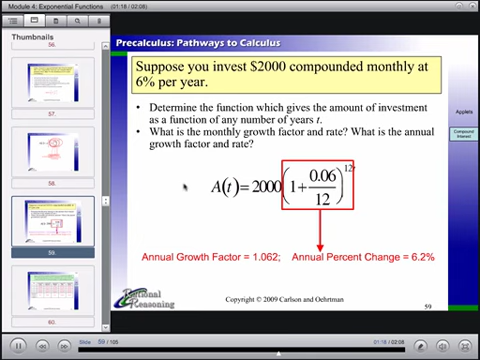 Module 4: Exponential Functions
(01:18 / 02:08)
Thumbnails
56.
57.
58.
59.
60.
Precalculus: Pathways to Calculus
Suppose you invest $2000 compounded monthly at
6% per year.
• Determine the function which gives the amount of investment
as a function of any number of years t.
• What is the monthly growth factor and rate? What is the annual
growth factor and rate?
A(t) = 2000(1 + 0.06/12)^12t
Annual Growth Factor = 1.062; Annual Percent Change = 6.2%
Rational
Reasoning
Copyright © 2009 Carlson and Oehrtman
59
Applets
Compound
Interest
Slide 59 / 105
01:18 / 02:08